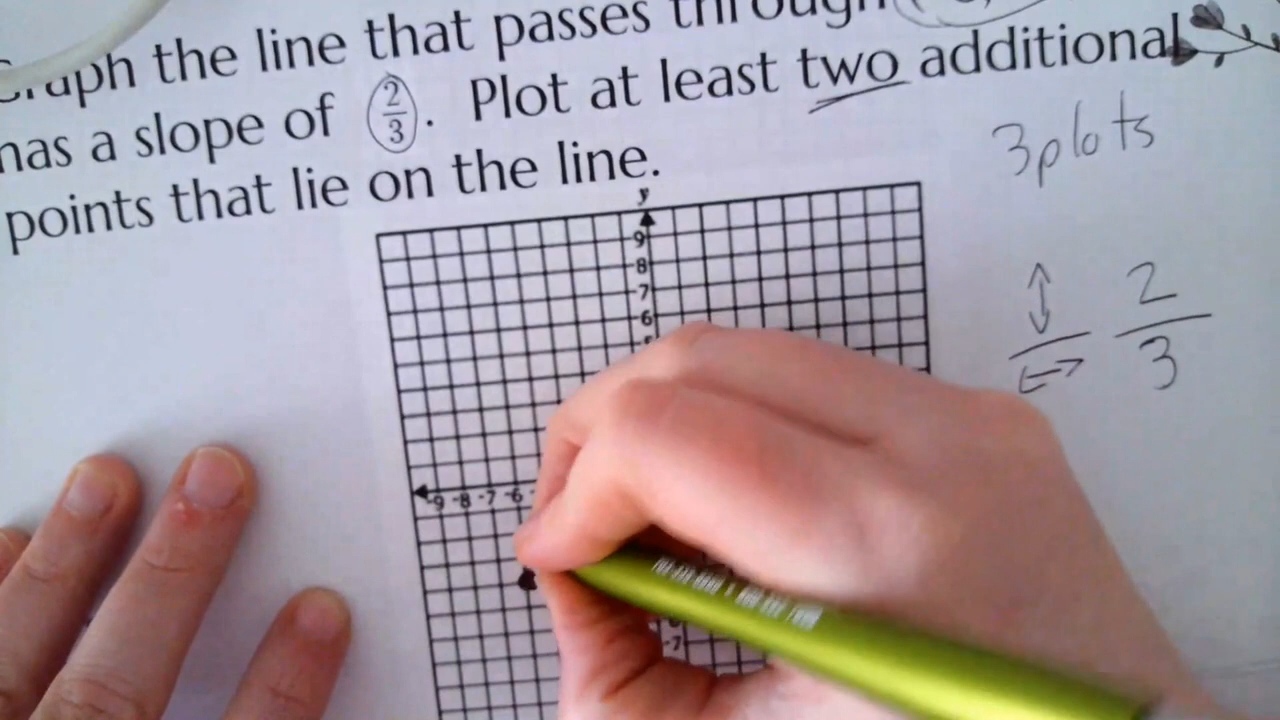 Graph the line that passes through
has a slope of 2/3. Plot at least two additional
points that lie on the line.
3 plots
2
3
y
9
8
7
6
-9 -8 -7 -6
-7